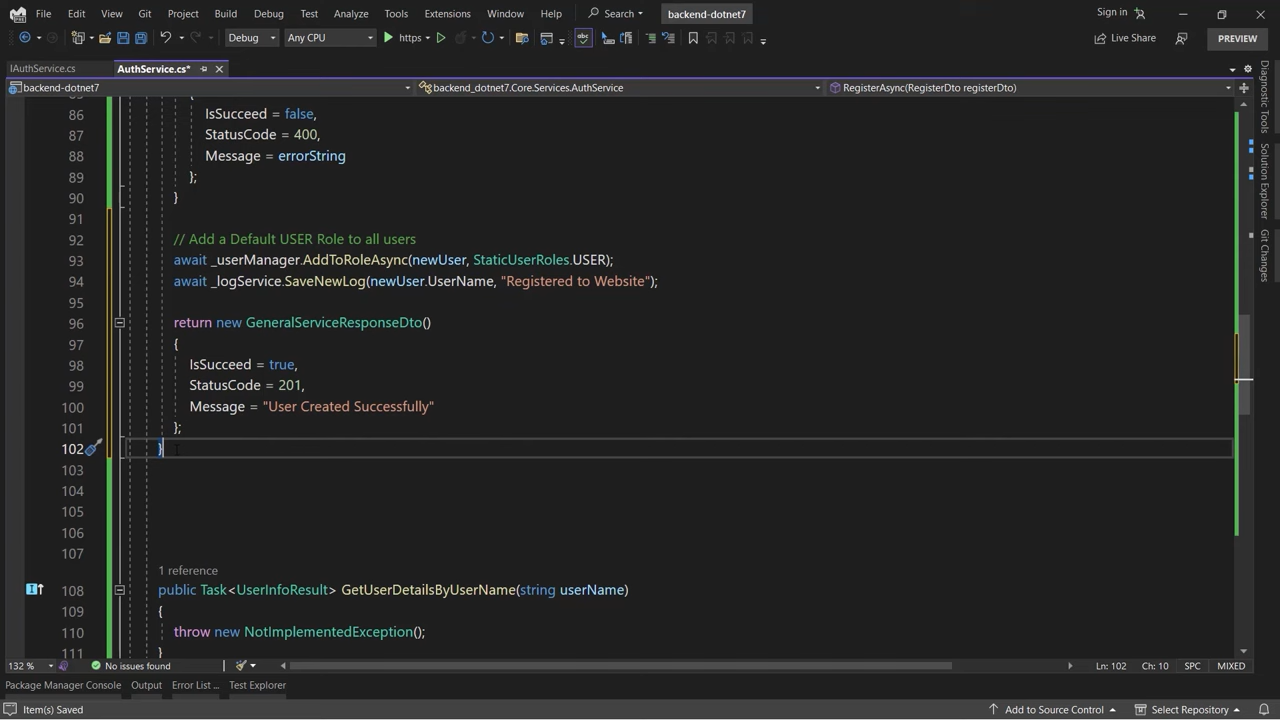 File Edit View Git Project Build Debug Test Analyze Tools Extensions Window Help Search backend-dotnet7 Sign in
Debug Any CPU https Live Share PREVIEW
IAuthService.cs AuthService.cs*
backend-dotnet7 backend_dotnet7.Core.Services.AuthService RegisterAsync(RegisterDto registerDto)
86 IsSucceed = false,
87 StatusCode = 400,
88 Message = errorString
89 };
90 }
91
92 // Add a Default USER Role to all users
93 await _userManager.AddToRoleAsync(newUser, StaticUserRoles.USER);
94 await _logService.SaveNewLog(newUser.UserName, "Registered to Website");
95
96 return new GeneralServiceResponseDto()
97 {
98 IsSucceed = true,
99 StatusCode = 201,
100 Message = "User Created Successfully"
101 };
102 }
103
104
105
106
107
1 reference
108 public Task<UserInfoResult> GetUserDetailsByUserName(string userName)
109 {
110 throw new NotImplementedException();
111 }
Diagnostic Tools
Solution Explorer
Git Changes
132 % No issues found Ln: 102 Ch: 10 SPC MIXED
Package Manager Console Output Error List ... Test Explorer
Item(s) Saved Add to Source Control Select Repository